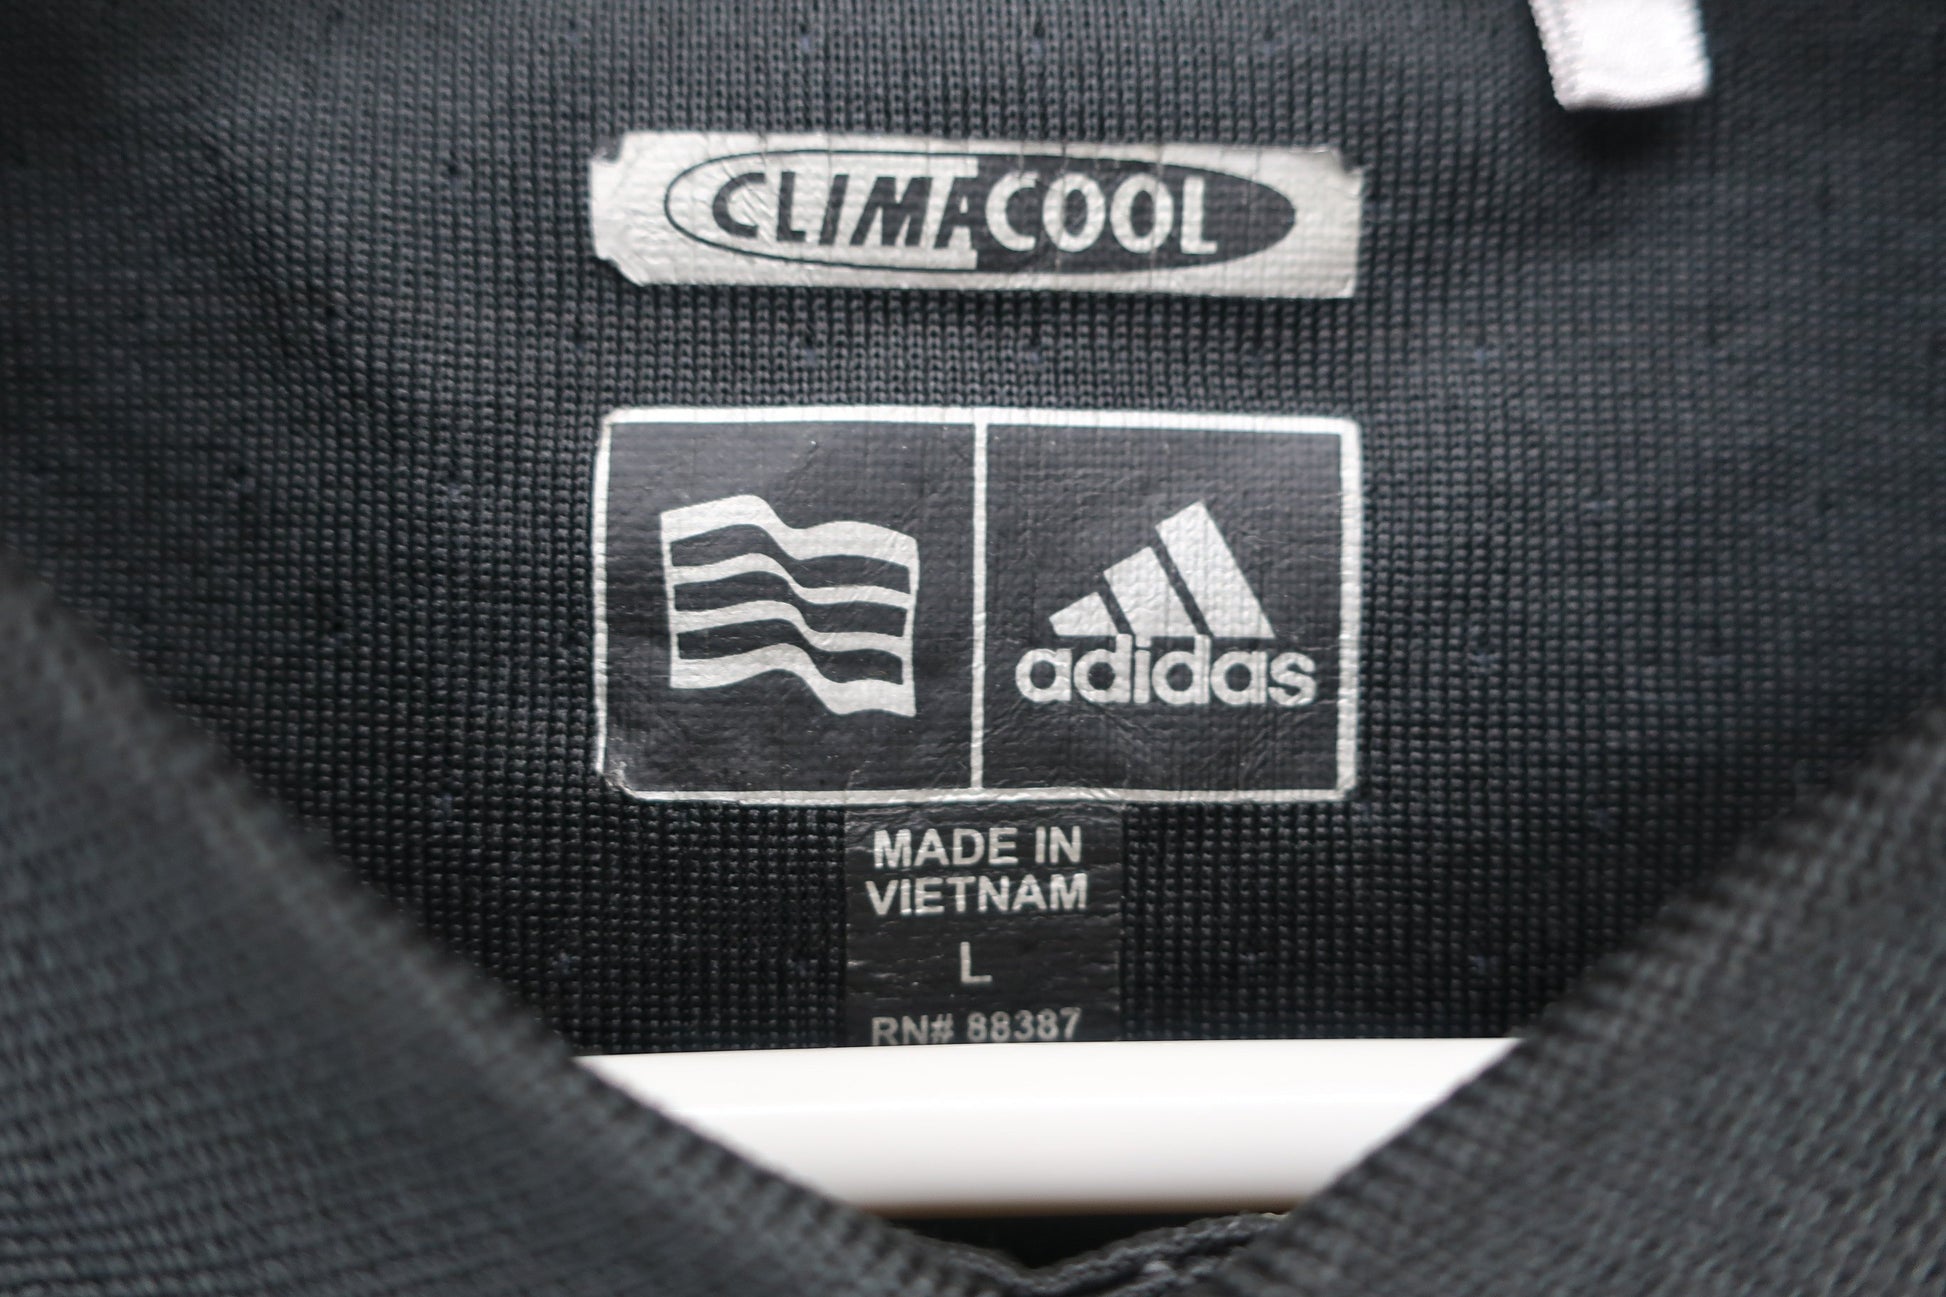 CLIMACOOL
adidas
MADE IN
VIETNAM
L
RN# 88387